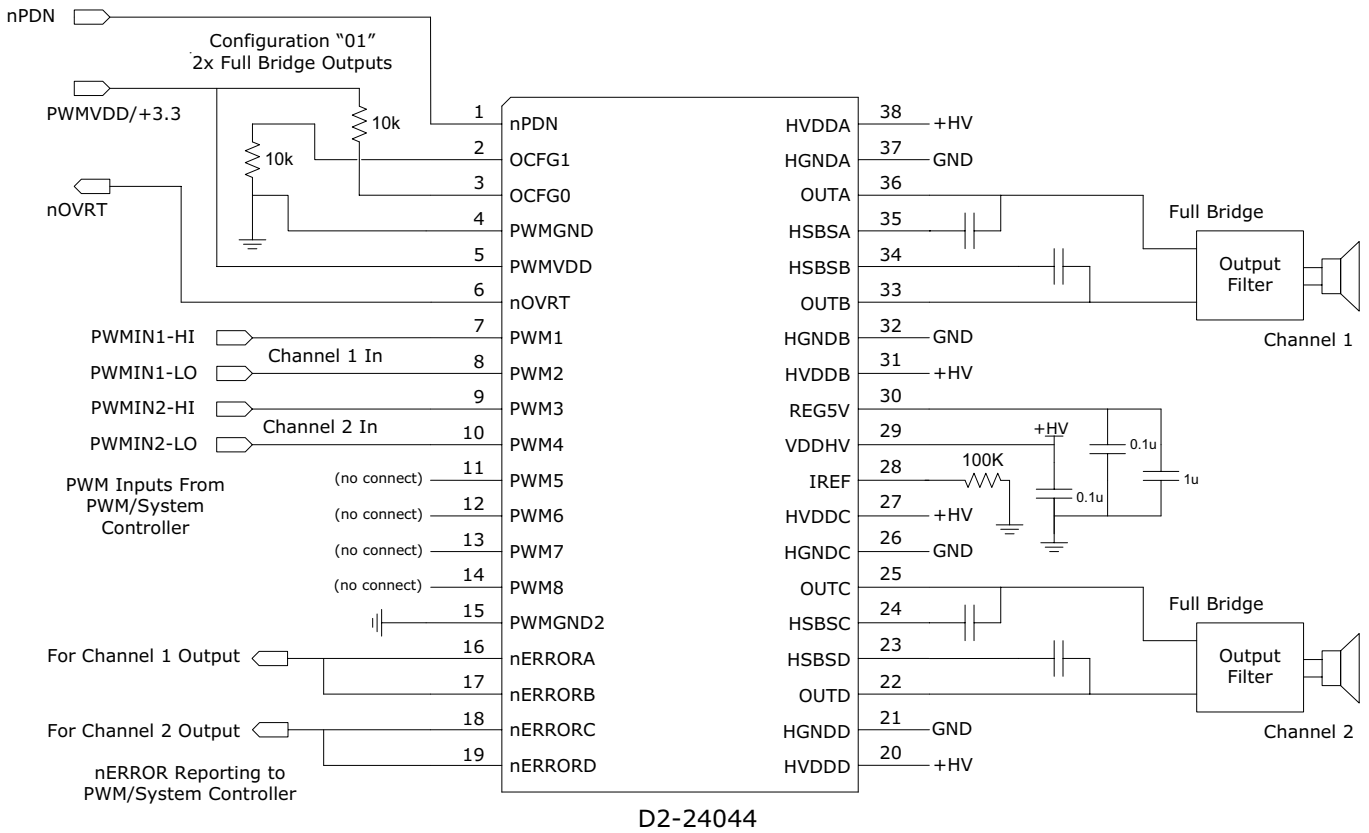 nPDN
Configuration “01”
2x Full Bridge Outputs
PWMVDD/+3.3
10k
10k
nOVRT
PWMIN1-HI
Channel 1 In
PWMIN1-LO
PWMIN2-HI
Channel 2 In
PWMIN2-LO
PWM Inputs From
PWM/System
Controller
(no connect)
(no connect)
(no connect)
(no connect)
For Channel 1 Output
For Channel 2 Output
nERROR Reporting to
PWM/System Controller
1 nPDN
2 OCFG1
3 OCFG0
4 PWMGND
5 PWMVDD
6 nOVRT
7 PWM1
8 PWM2
9 PWM3
10 PWM4
11 PWM5
12 PWM6
13 PWM7
14 PWM8
15 PWMGND2
16 nERRORA
17 nERRORB
18 nERRORC
19 nERRORD
HVDDA 38 +HV
HGNDA 37 GND
OUTA 36
HSBSA 35
HSBSB 34
OUTB 33
HGNDB 32 GND
HVDDB 31 +HV
REG5V 30
VDDHV 29
IREF 28
HVDDC 27 +HV
HGNDC 26 GND
OUTC 25
HSBSC 24
HSBSD 23
OUTD 22
HGNDD 21 GND
HVDDD 20 +HV
Full Bridge
Output
Filter
Channel 1
+HV
0.1u
100K
0.1u
1u
Full Bridge
Output
Filter
Channel 2
D2-24044